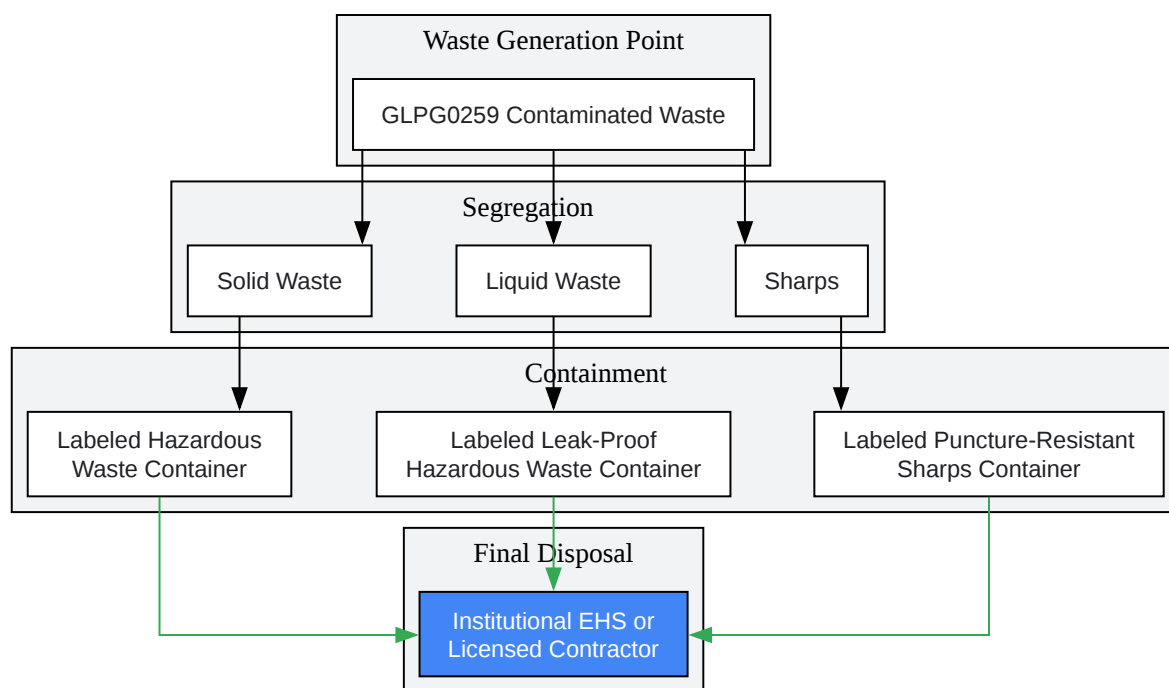 Waste Generation Point
GLPG0259 Contaminated Waste
Segregation
Solid Waste
Liquid Waste
Sharps
Containment
Labeled Hazardous
Waste Container
Labeled Leak-Proof
Hazardous Waste Container
Labeled Puncture-Resistant
Sharps Container
Final Disposal
Institutional EHS or
Licensed Contractor